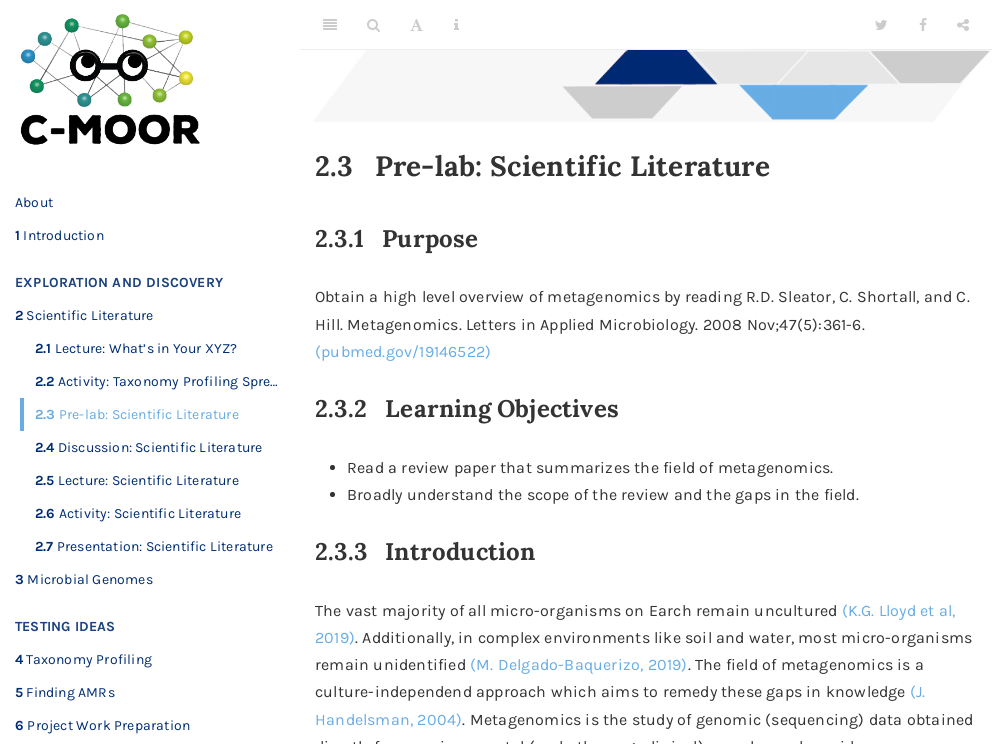 C-MOOR
About
1 Introduction
EXPLORATION AND DISCOVERY
2 Scientific Literature
2.1 Lecture: What's in Your XYZ?
2.2 Activity: Taxonomy Profiling Spre...
2.3 Pre-lab: Scientific Literature
2.4 Discussion: Scientific Literature
2.5 Lecture: Scientific Literature
2.6 Activity: Scientific Literature
2.7 Presentation: Scientific Literature
3 Microbial Genomes
TESTING IDEAS
4 Taxonomy Profiling
5 Finding AMRs
6 Project Work Preparation
2.3 Pre-lab: Scientific Literature
2.3.1 Purpose
Obtain a high level overview of metagenomics by reading R.D. Sleator, C. Shortall, and C.
Hill. Metagenomics. Letters in Applied Microbiology. 2008 Nov;47(5):361-6.
(pubmed.gov/19146522)
2.3.2 Learning Objectives
• Read a review paper that summarizes the field of metagenomics.
• Broadly understand the scope of the review and the gaps in the field.
2.3.3 Introduction
The vast majority of all micro-organisms on Earch remain uncultured (K.G. Lloyd et al,
2019). Additionally, in complex environments like soil and water, most micro-organisms
remain unidentified (M. Delgado-Baquerizo, 2019). The field of metagenomics is a
culture-independent approach which aims to remedy these gaps in knowledge (J.
Handelsman, 2004). Metagenomics is the study of genomic (sequencing) data obtained